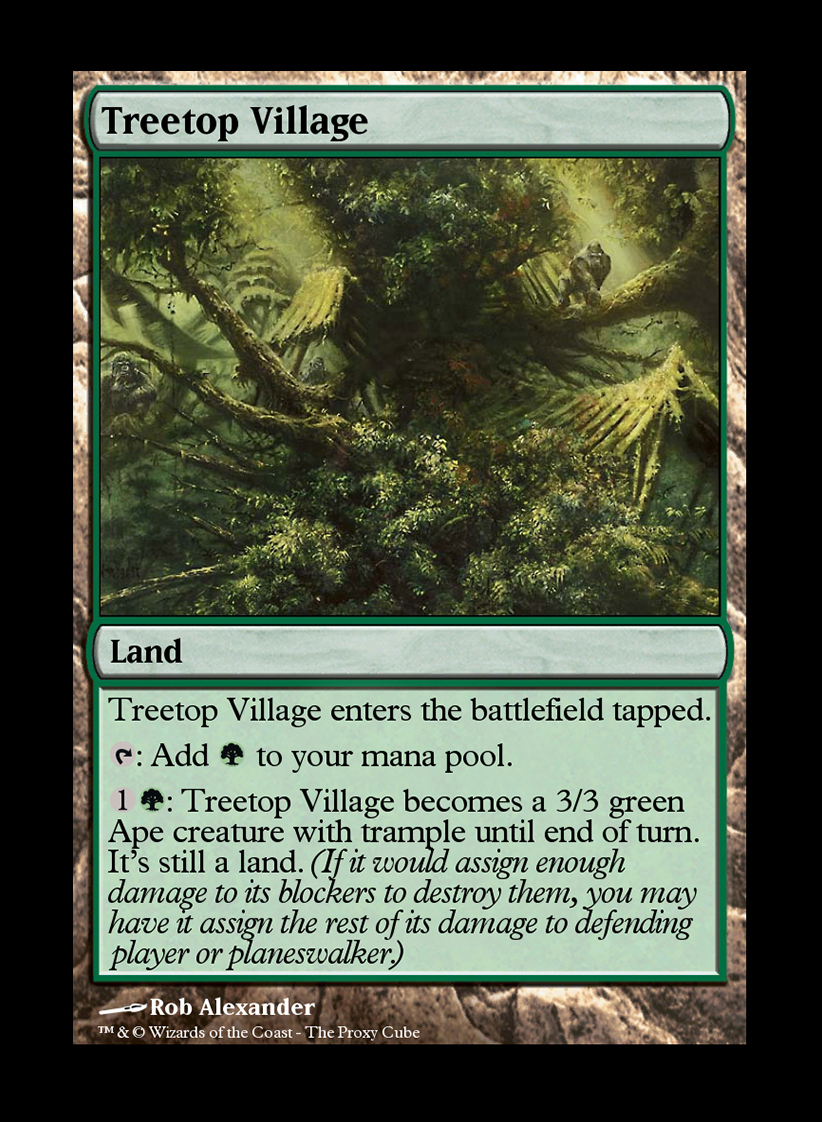 Treetop Village
Land
Treetop Village enters the battlefield tapped.
: Add to your mana pool.
1 : Treetop Village becomes a 3/3 green
Ape creature with trample until end of turn.
It's still a land. (If it would assign enough
damage to its blockers to destroy them, you may
have it assign the rest of its damage to defending
player or planeswalker.)
Rob Alexander
™ & © Wizards of the Coast - The Proxy Cube